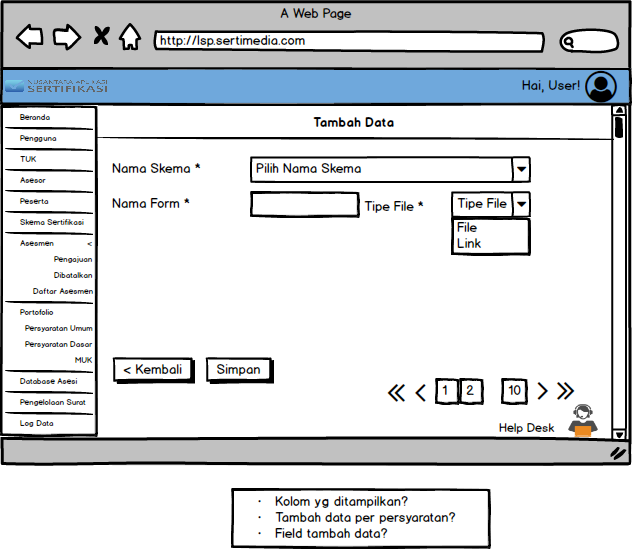 A Web Page
http://lsp.sertimedia.com
NUSANTARA APLIKASI
SERTIFIKASI
Hai, User!
Beranda
Pengguna
TUK
Asesor
Peserta
Skema Sertifikasi
Asesmen <
Pengajuan
Dibatalkan
Daftar Asesmen
Portofolio
Persyaratan Umum
Persyaratan Dasar
MUK
Database Asesi
Pengelolaan Surat
Log Data
Tambah Data
Nama Skema * Pilih Nama Skema
Nama Form * Tipe File * Tipe File
File
Link
< Kembali Simpan
1 2 10
Help Desk
· Kolom yg ditampilkan?
· Tambah data per persyaratan?
· Field tambah data?